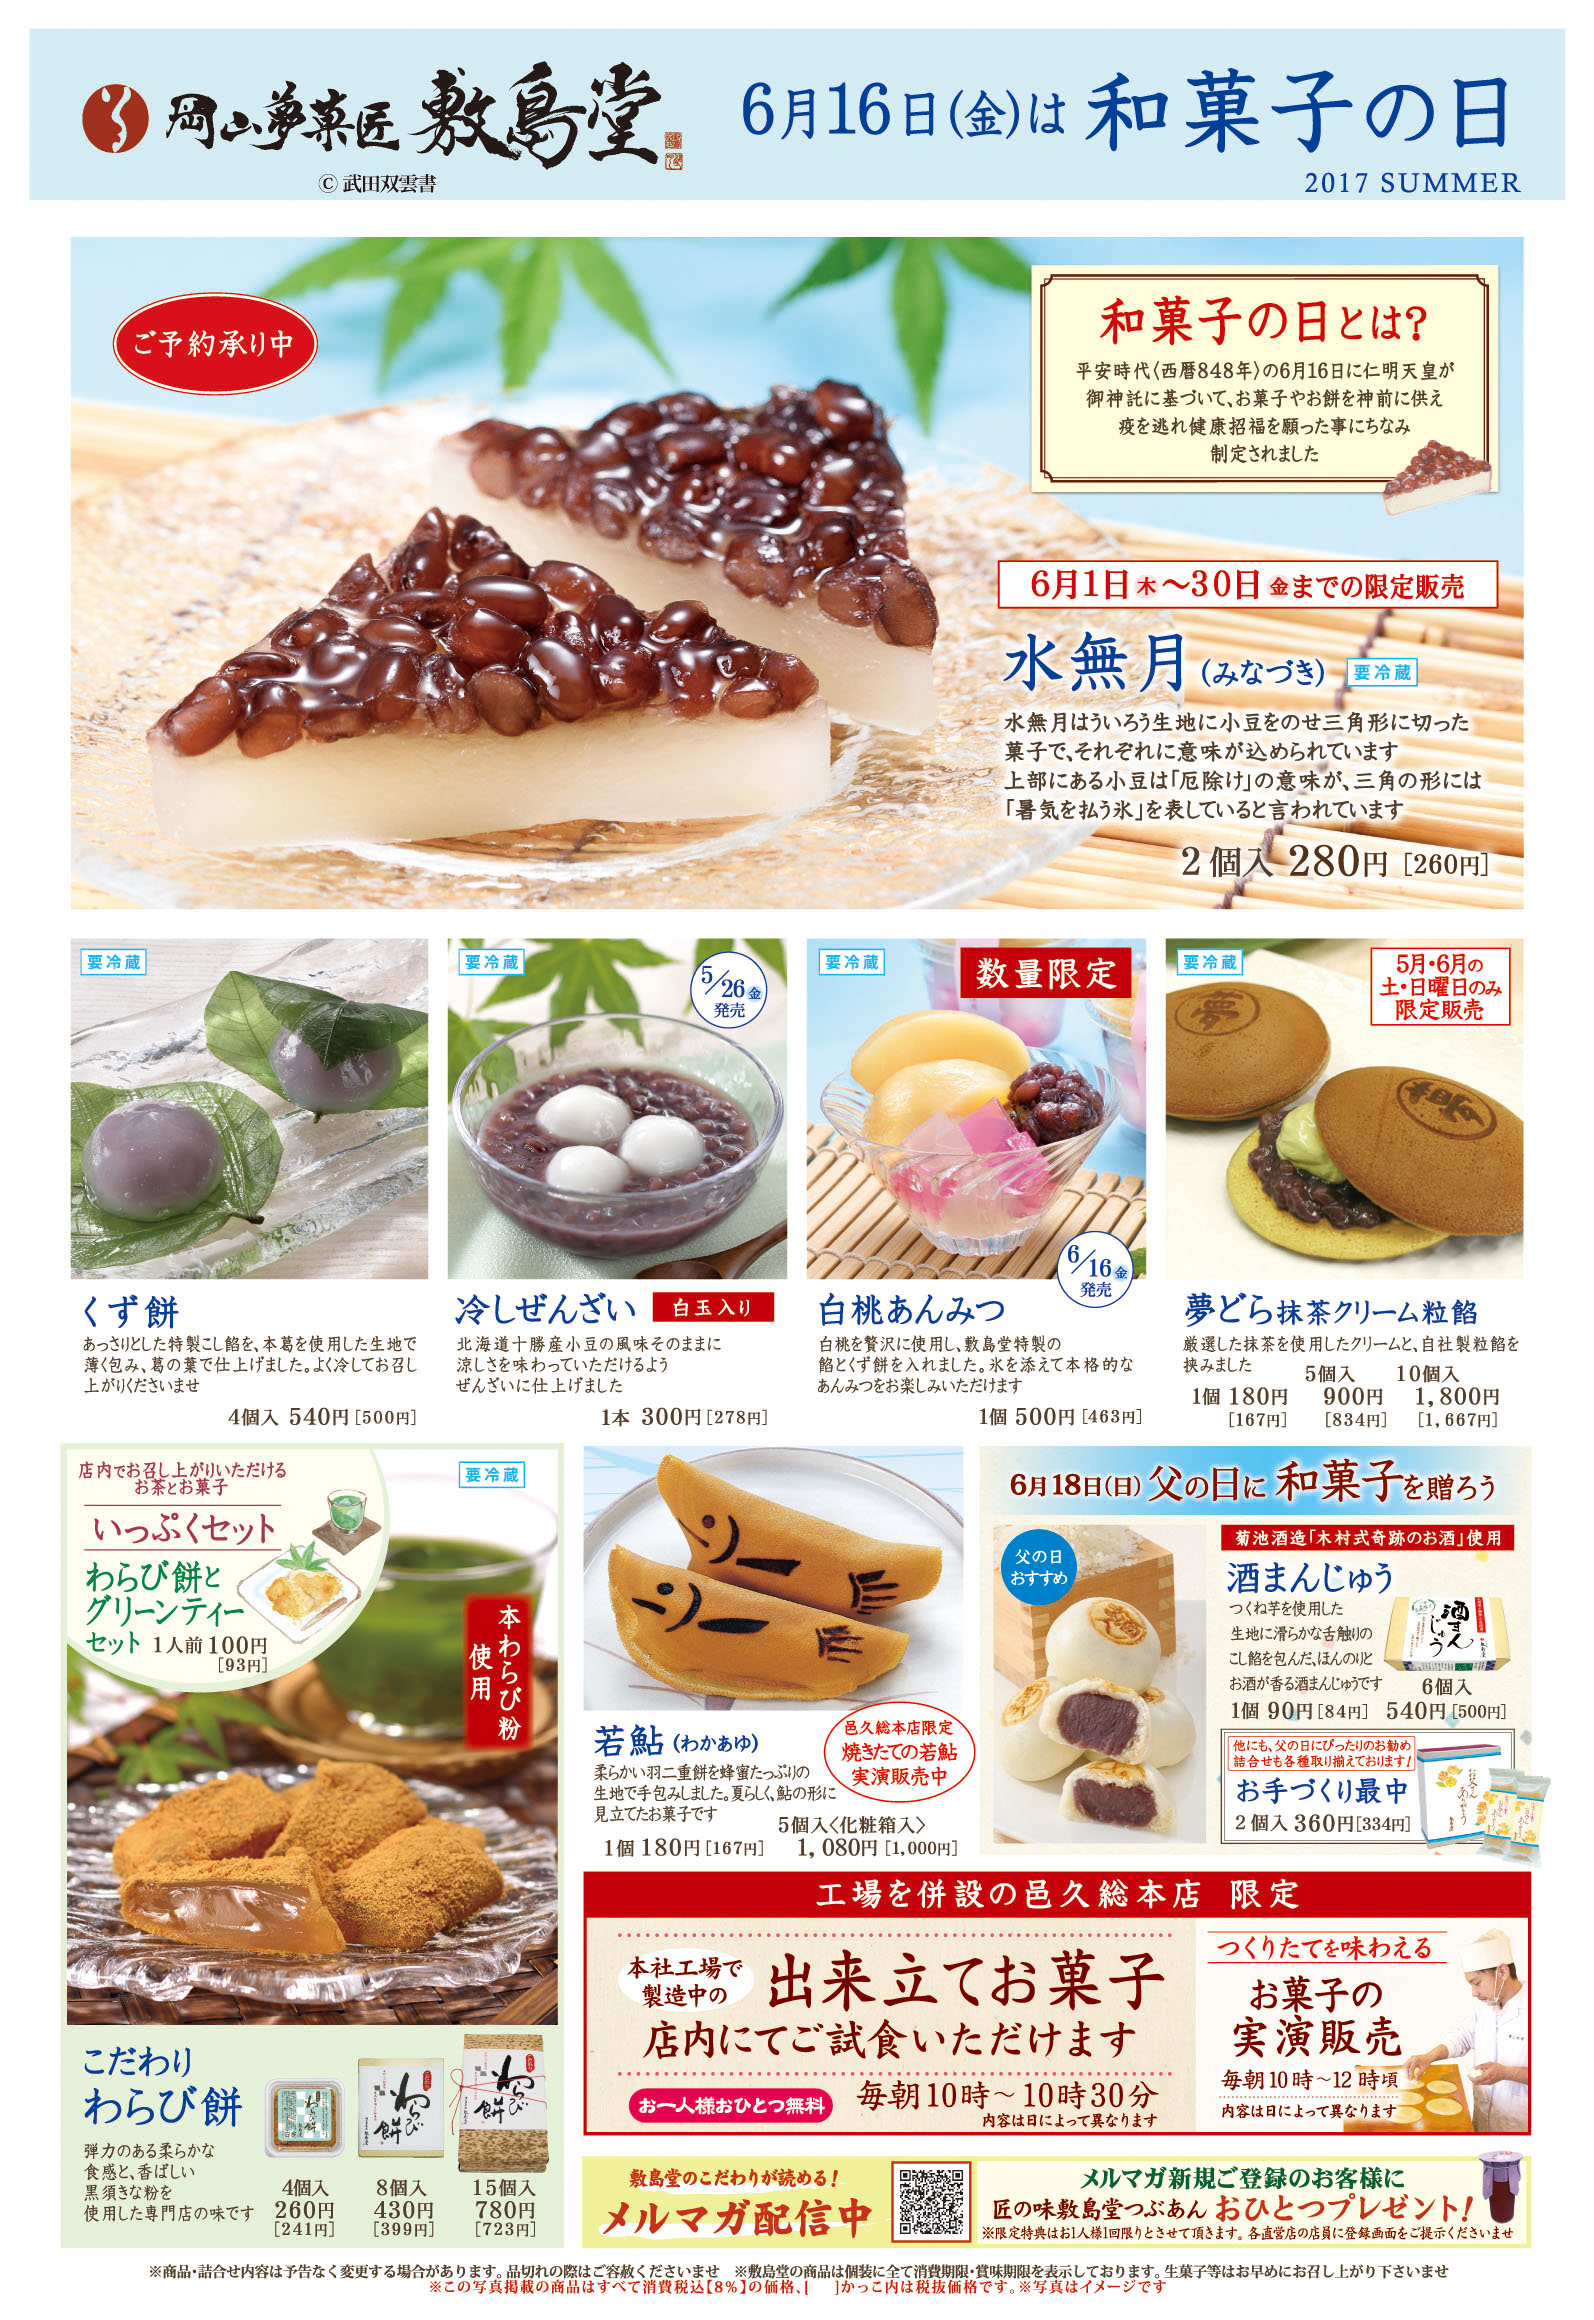 岡山夢菓匠 敷島堂
Ⓒ 武田双雲書
6月16日(金)は 和菓子の日
2017 SUMMER
ご予約承り中
和菓子の日とは?
平安時代〈西暦848年〉の6月16日に仁明天皇が
御神託に基づいて、お菓子やお餅を神前に供え
疫を逃れ健康招福を願った事にちなみ
制定されました
6月1日木～30日金までの限定販売
水無月(みなづき) 要冷蔵
水無月はういろう生地に小豆をのせ三角形に切った
菓子で、それぞれに意味が込められています
上部にある小豆は「厄除け」の意味が、三角の形には
「暑気を払う氷」を表していると言われています
2個入 280円 [260円]
要冷蔵
くず餅
あっさりとした特製こし餡を、本葛を使用した生地で
薄く包み、葛の葉で仕上げました。よく冷してお召し
上がりくださいませ
4個入 540円[500円]
要冷蔵
5/26金
発売
冷しぜんざい 白玉入り
北海道十勝産小豆の風味そのままに
涼しさを味わっていただけるよう
ぜんざいに仕上げました
1本 300円[278円]
要冷蔵
数量限定
6/16金
発売
白桃あんみつ
白桃を贅沢に使用し、敷島堂特製の
餡とくず餅を入れました。氷を添えて本格的な
あんみつをお楽しみいただけます
1個 500円[463円]
要冷蔵
5月・6月の
土・日曜日のみ
限定販売
夢
夢
夢どら抹茶クリーム粒餡
厳選した抹茶を使用したクリームと、自社製粒餡を
挟みました
5個入 10個入
1個 180円 900円 1,800円
[167円] [834円] [1,667円]
店内でお召し上がりいただける
お茶とお菓子
いっぷくセット
わらび餅と
グリーンティー
セット 1人前 100円
[93円]
要冷蔵
本わらび粉
使用
こだわり
わらび餅
弾力のある柔らかな
食感と、香ばしい
黒須きな粉を
使用した専門店の味です
わらび餅
わらび餅
わらび餅
4個入 8個入 15個入
260円 430円 780円
[241円] [399円] [723円]
若鮎(わかあゆ)
柔らかい羽二重餅を蜂蜜たっぷりの
生地で手包みしました。夏らしく、鮎の形に
見立てたお菓子です
邑久総本店限定
焼きたての若鮎
実演販売中
5個入〈化粧箱入〉
1個 180円[167円] 1,080円[1,000円]
6月18日(日)父の日に 和菓子を贈ろう
父の日
おすすめ
菊池酒造「木村式奇跡のお酒」使用
酒まんじゅう
つくね芋を使用した
生地に滑らかな舌触りの
こし餡を包んだ、ほんのりと
お酒が香る酒まんじゅうです
酒まんじゅう
6個入
1個 90円[84円] 540円[500円]
他にも、父の日にぴったりのお勧め
詰合せも各種取り揃えております!
お手づくり最中
2個入 360円[334円]
お父さん
ありがとう
工場を併設の邑久総本店 限定
本社工場で
製造中の
出来立てお菓子
店内にてご試食いただけます
お一人様おひとつ無料
毎朝10時～10時30分
内容は日によって異なります
つくりたてを味わえる
お菓子の
実演販売
毎朝10時～12時頃
内容は日によって異なります
敷島堂のこだわりが読める!
メルマガ配信中
メルマガ新規ご登録のお客様に
匠の味敷島堂つぶあん おひとつプレゼント!
※限定特典はお1人様1回限りとさせて頂きます。各直営店の店員に登録画面をご提示くださいませ
※商品・詰合せ内容は予告なく変更する場合があります。品切れの際はご容赦くださいませ ※敷島堂の商品は個装に全て消費期限・賞味期限を表示しております。生菓子等はお早めにお召し上がり下さいませ
※この写真掲載の商品はすべて消費税込【8%】の価格、[ ]かっこ内は税抜価格です。※写真はイメージです